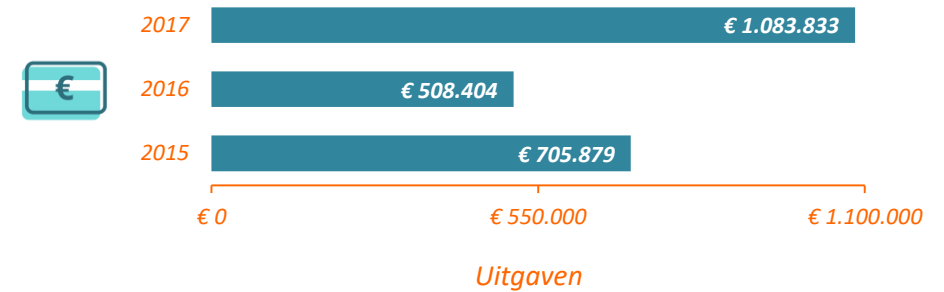 2017 € 1.083.833
€
2016 € 508.404
2015 € 705.879
€ 0 € 550.000 € 1.100.000
Uitgaven